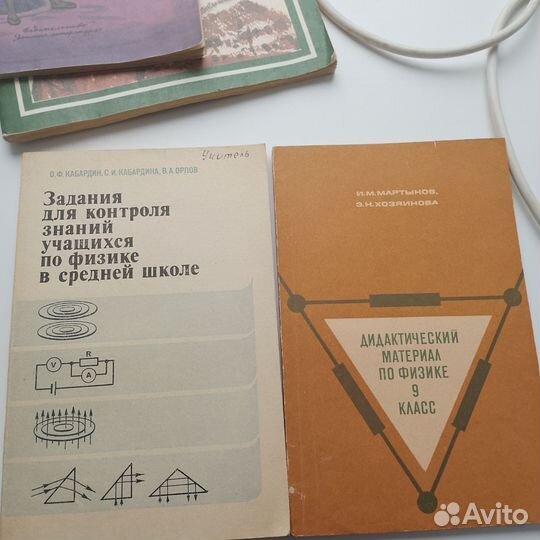 Издательство
Учитель
О.Ф. КАБАРДИН, С.И. КАБАРДИНА, В.А. ОРЛОВ
Задания
для контроля
знаний
учащихся
по физике
в средней школе
V
R
A
И.М. МАРТЫНОВ,
Э.Н. ХОЗЯИНОВА
ДИДАКТИЧЕСКИЙ
МАТЕРИАЛ
ПО ФИЗИКЕ
9
КЛАСС
Avito